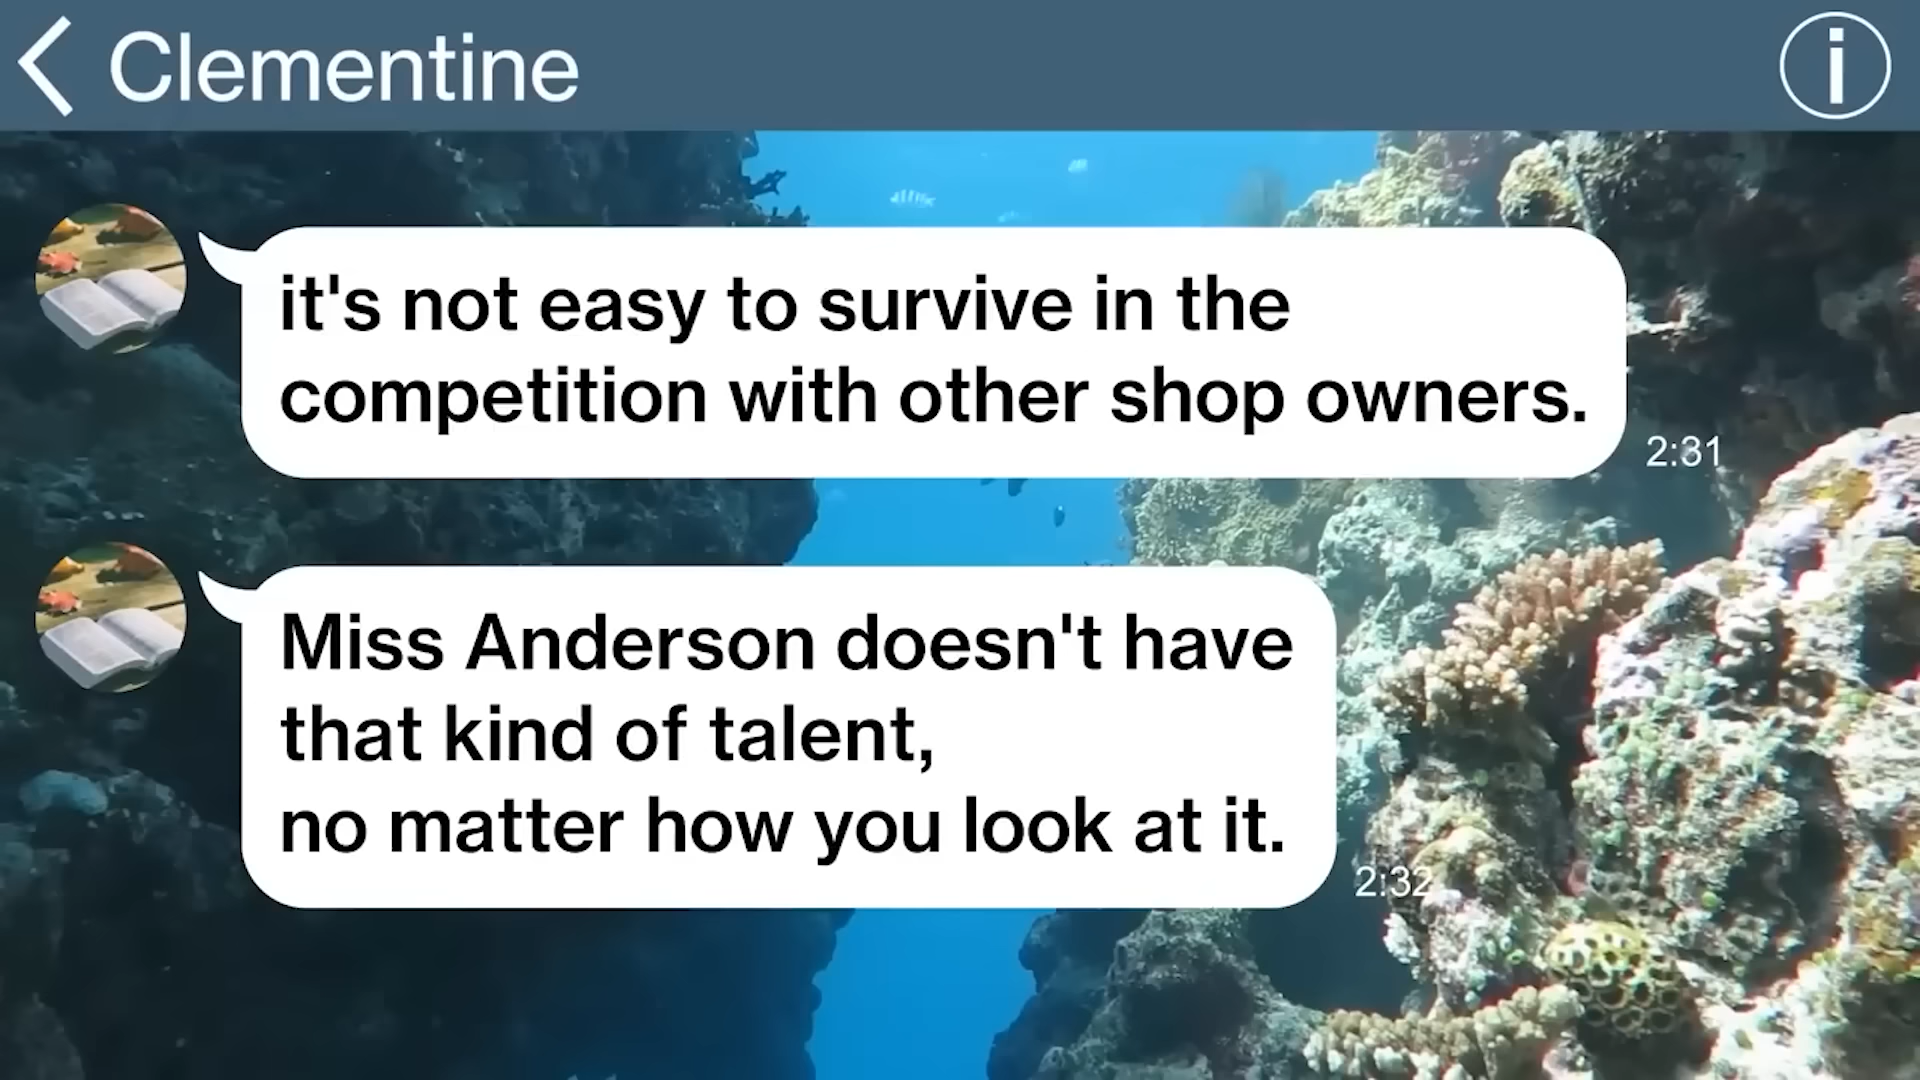 Clementine
it's not easy to survive in the
competition with other shop owners.
2:31
Miss Anderson doesn't have
that kind of talent,
no matter how you look at it.
2:32